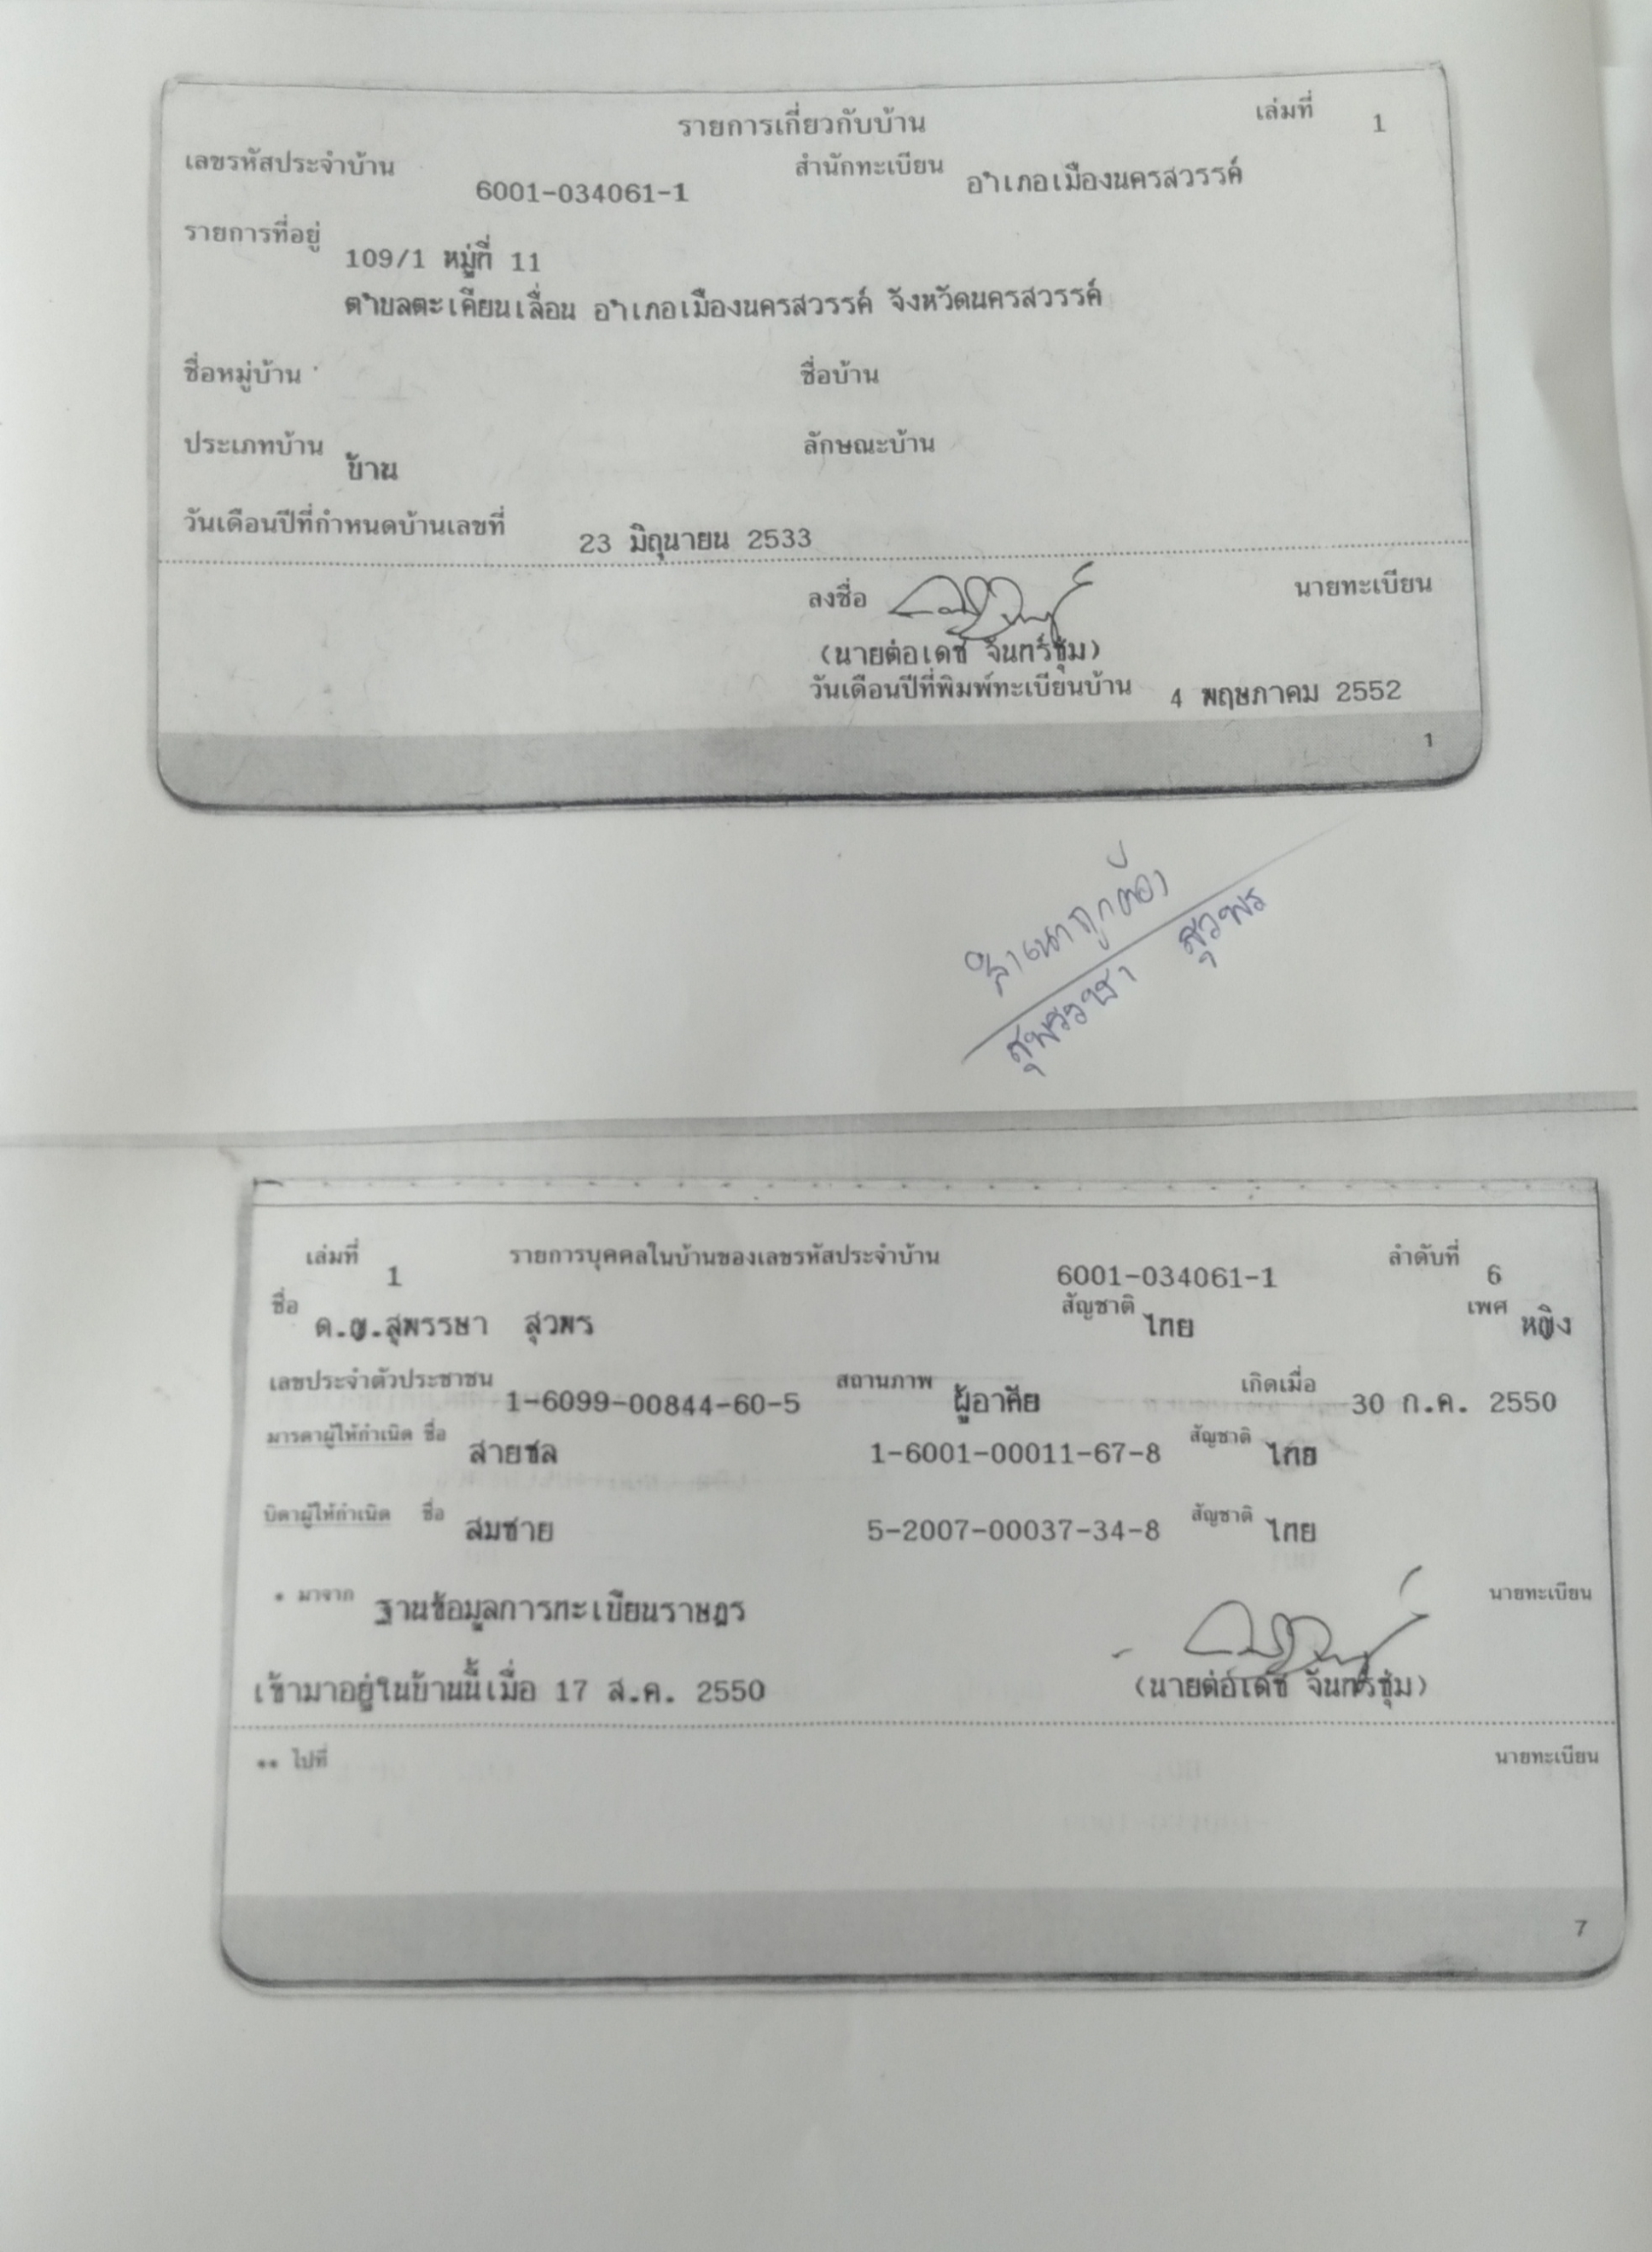 รายการเกี่ยวกับบ้าน เล่มที่ 1
เลขรหัสประจำบ้าน 6001-034061-1 สำนักทะเบียน อำเภอเมืองนครสวรรค์
รายการที่อยู่ 109/1 หมู่ที่ 11
ตำบลตะเคียนเลื่อน อำเภอเมืองนครสวรรค์ จังหวัดนครสวรรค์
ชื่อหมู่บ้าน ชื่อบ้าน
ประเภทบ้าน บ้าน ลักษณะบ้าน
วันเดือนปีที่กำหนดบ้านเลขที่ 23 มิถุนายน 2533
ลงชื่อ นายทะเบียน
(นายต่อเดช จันทร์ชุ่ม)
วันเดือนปีที่พิมพ์ทะเบียนบ้าน 4 พฤษภาคม 2552
1
สำเนาถูกต้อง
สุพรรษา สุวพร
เล่มที่ 1 รายการบุคคลในบ้านของเลขรหัสประจำบ้าน 6001-034061-1 ลำดับที่ 6
ชื่อ ด.ญ.สุพรรษา สุวพร สัญชาติ ไทย เพศ หญิง
เลขประจำตัวประชาชน 1-6099-00844-60-5 สถานภาพ ผู้อาศัย เกิดเมื่อ 30 ก.ค. 2550
มารดาผู้ให้กำเนิด ชื่อ สายชล 1-6001-00011-67-8 สัญชาติ ไทย
บิดาผู้ให้กำเนิด ชื่อ สมชาย 5-2007-00037-34-8 สัญชาติ ไทย
* มาจาก ฐานข้อมูลการทะเบียนราษฎร นายทะเบียน
เข้ามาอยู่ในบ้านนี้เมื่อ 17 ส.ค. 2550 (นายต่อเดช จันทร์ชุ่ม)
** ไปที่ นายทะเบียน
7